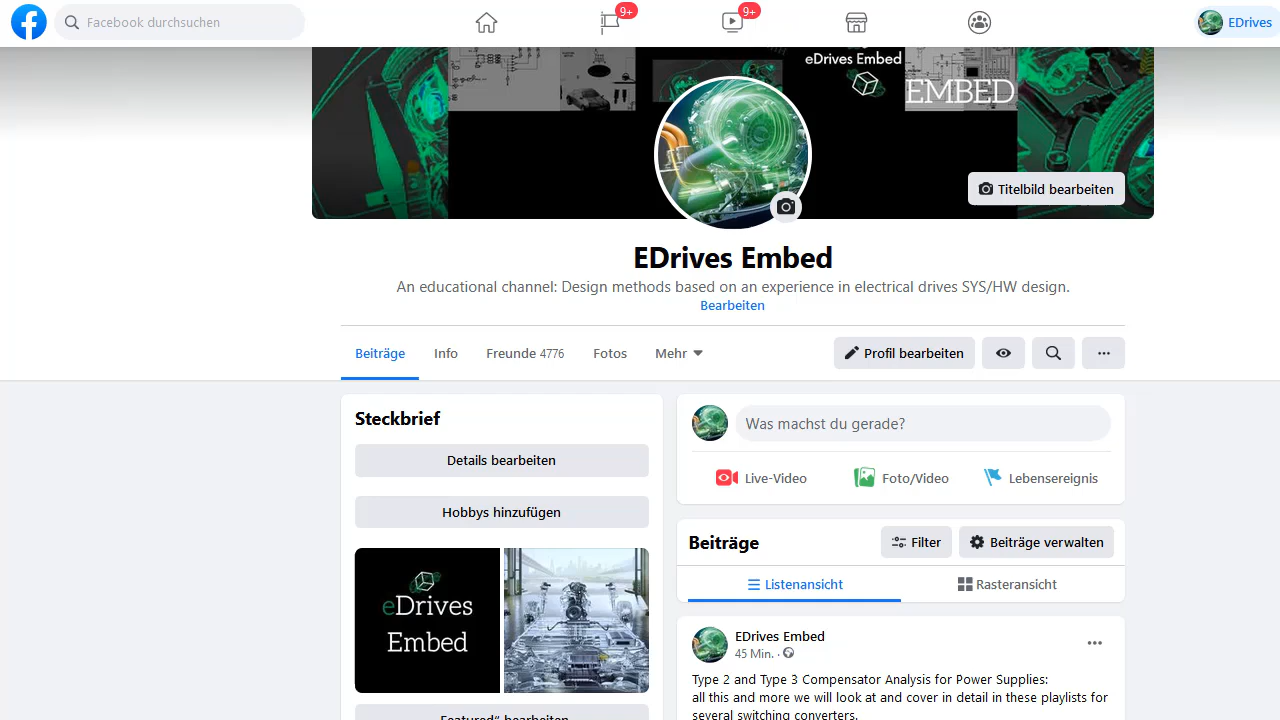 Facebook durchsuchen
9+
9+
EDrives
eDrives Embed
EMBED
Titelbild bearbeiten
EDrives Embed
An educational channel: Design methods based on an experience in electrical drives SYS/HW design.
Bearbeiten
Beiträge Info Freunde 4776 Fotos Mehr
Profil bearbeiten
Steckbrief
Details bearbeiten
Hobbys hinzufügen
eDrives
Embed
Featured“ bearbeiten
Was machst du gerade?
Live-Video Foto/Video Lebensereignis
Beiträge Filter Beiträge verwalten
Listenansicht Rasteransicht
EDrives Embed
45 Min. ·
Type 2 and Type 3 Compensator Analysis for Power Supplies:
all this and more we will look at and cover in detail in these playlists for
several switching converters.